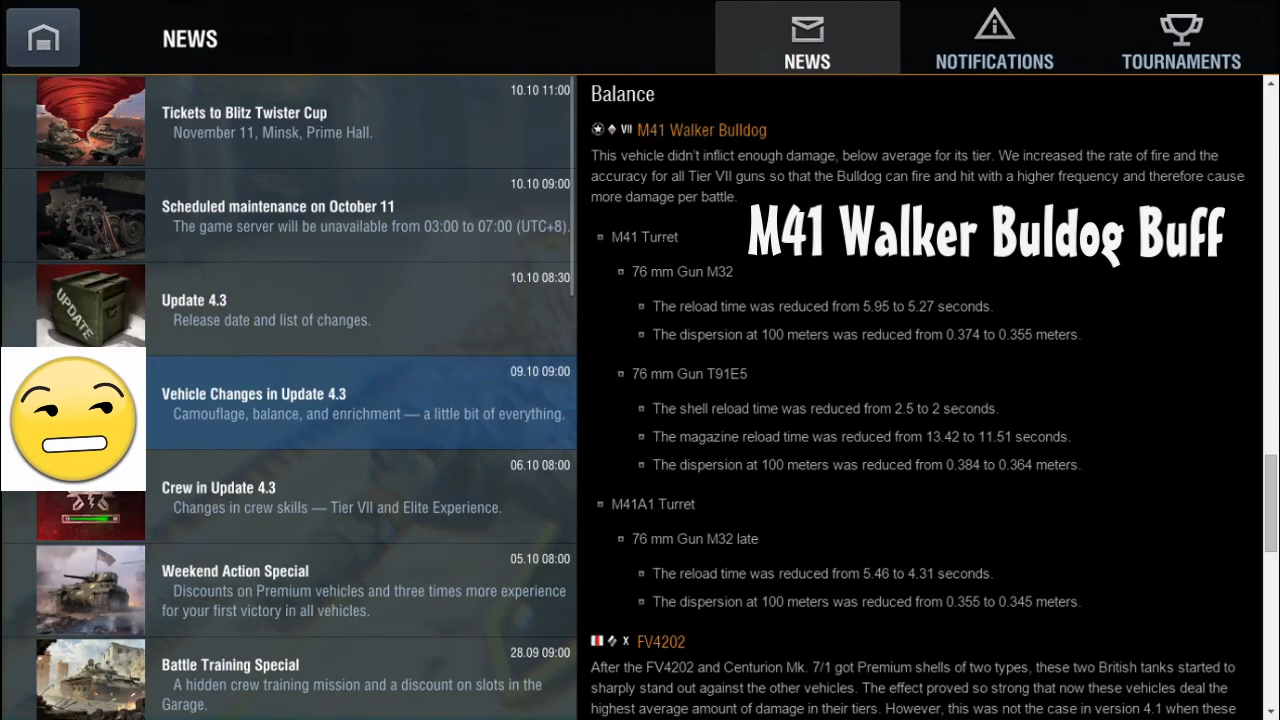 NEWS
NEWS
NOTIFICATIONS
TOURNAMENTS
10.10 11:00
Tickets to Blitz Twister Cup
November 11, Minsk, Prime Hall.
10.10 09:00
Scheduled maintenance on October 11
The game server will be unavailable from 03:00 to 07:00 (UTC+8).
10.10 08:30
Update 4.3
Release date and list of changes.
UPDATE
09.10 09:00
Vehicle Changes in Update 4.3
Camouflage, balance, and enrichment — a little bit of everything.
06.10 08:00
Crew in Update 4.3
Changes in crew skills — Tier VII and Elite Experience.
05.10 08:00
Weekend Action Special
Discounts on Premium vehicles and three times more experience
for your first victory in all vehicles.
28.09 09:00
Battle Training Special
A hidden crew training mission and a discount on slots in the
Garage.
Balance
VII M41 Walker Bulldog
This vehicle didn't inflict enough damage, below average for its tier. We increased the rate of fire and the
accuracy for all Tier VII guns so that the Bulldog can fire and hit with a higher frequency and therefore cause
more damage per battle.
M41 Walker Buldog Buff
M41 Turret
76 mm Gun M32
The reload time was reduced from 5.95 to 5.27 seconds.
The dispersion at 100 meters was reduced from 0.374 to 0.355 meters.
76 mm Gun T91E5
The shell reload time was reduced from 2.5 to 2 seconds.
The magazine reload time was reduced from 13.42 to 11.51 seconds.
The dispersion at 100 meters was reduced from 0.384 to 0.364 meters.
M41A1 Turret
76 mm Gun M32 late
The reload time was reduced from 5.46 to 4.31 seconds.
The dispersion at 100 meters was reduced from 0.355 to 0.345 meters.
X FV4202
After the FV4202 and Centurion Mk. 7/1 got Premium shells of two types, these two British tanks started to
sharply stand out against the other vehicles. The effect proved so strong that now these vehicles deal the
highest average amount of damage in their tiers. However, this was not the case in version 4.1 when these